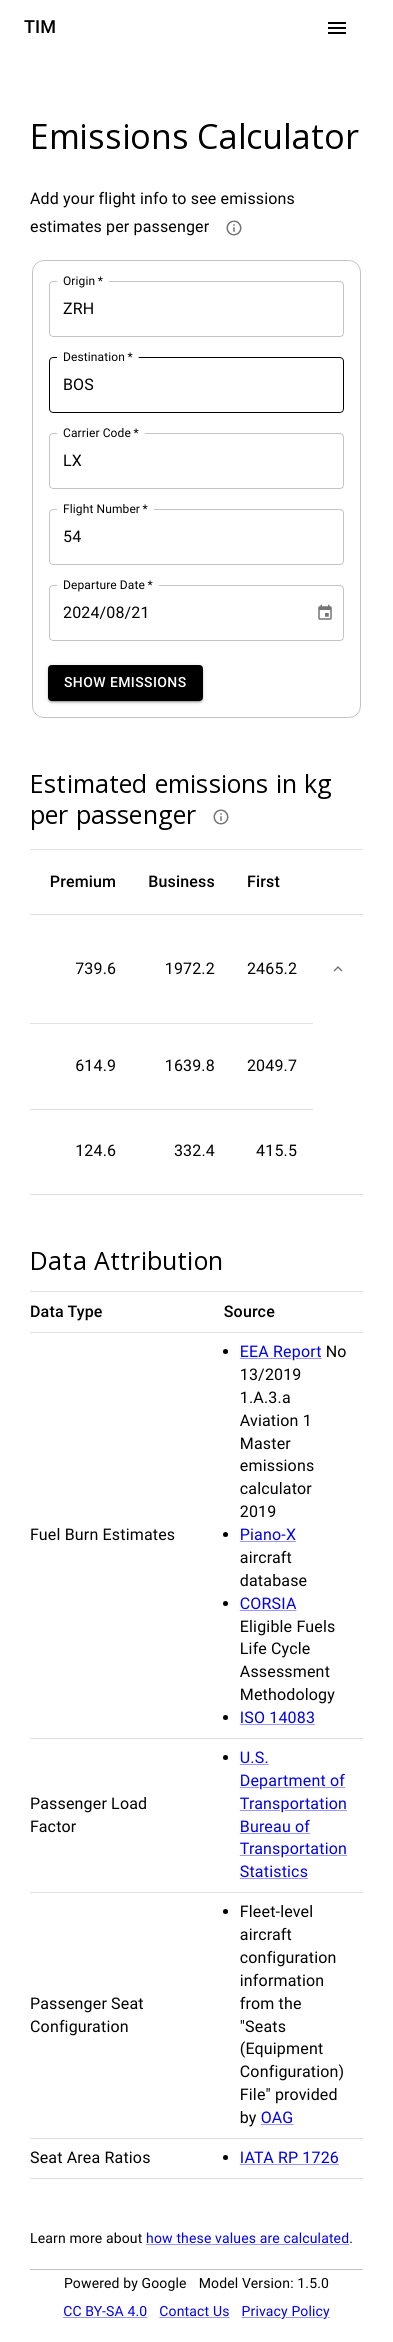 TIM
Emissions Calculator
Add your flight info to see emissions
estimates per passenger
Origin *
ZRH
Destination *
BOS
Carrier Code *
LX
Flight Number *
54
Departure Date *
2024/08/21
SHOW EMISSIONS
Estimated emissions in kg
per passenger
Premium Business First
739.6 1972.2 2465.2
614.9 1639.8 2049.7
124.6 332.4 415.5
Data Attribution
Data Type Source
Fuel Burn Estimates
• EEA Report No
13/2019
1.A.3.a
Aviation 1
Master
emissions
calculator
2019
• Piano-X
aircraft
database
• CORSIA
Eligible Fuels
Life Cycle
Assessment
Methodology
• ISO 14083
Passenger Load
Factor
• U.S.
Department of
Transportation
Bureau of
Transportation
Statistics
Passenger Seat
Configuration
• Fleet-level
aircraft
configuration
information
from the
"Seats
(Equipment
Configuration)
File" provided
by OAG
Seat Area Ratios
• IATA RP 1726
Learn more about how these values are calculated.
Powered by Google Model Version: 1.5.0
CC BY-SA 4.0 Contact Us Privacy Policy